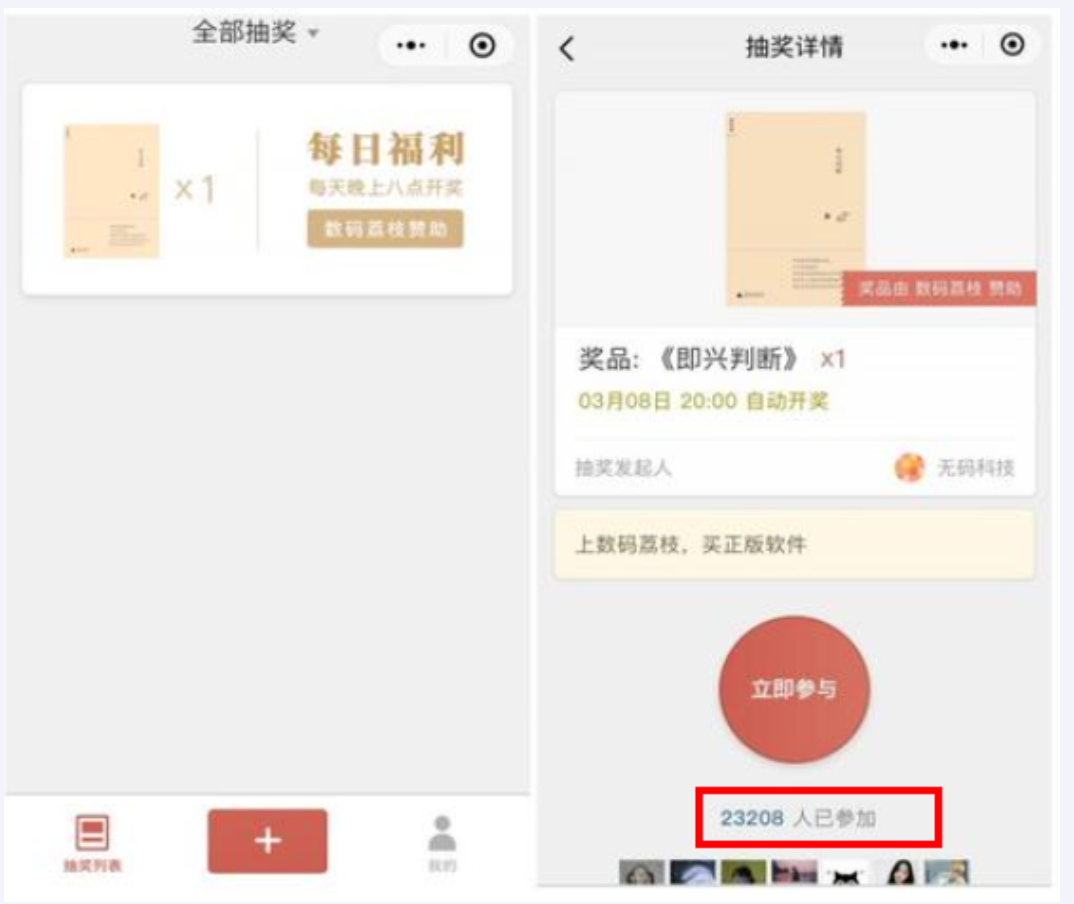 全部抽奖
×1
每日福利
每天晚上八点开奖
数码荔枝赞助
抽奖列表
+
我的
抽奖详情
奖品由 数码荔枝 赞助
奖品：《即兴判断》 x1
03月08日 20:00 自动开奖
抽奖发起人
无码科技
上数码荔枝，买正版软件
立即参与
23208 人已参加